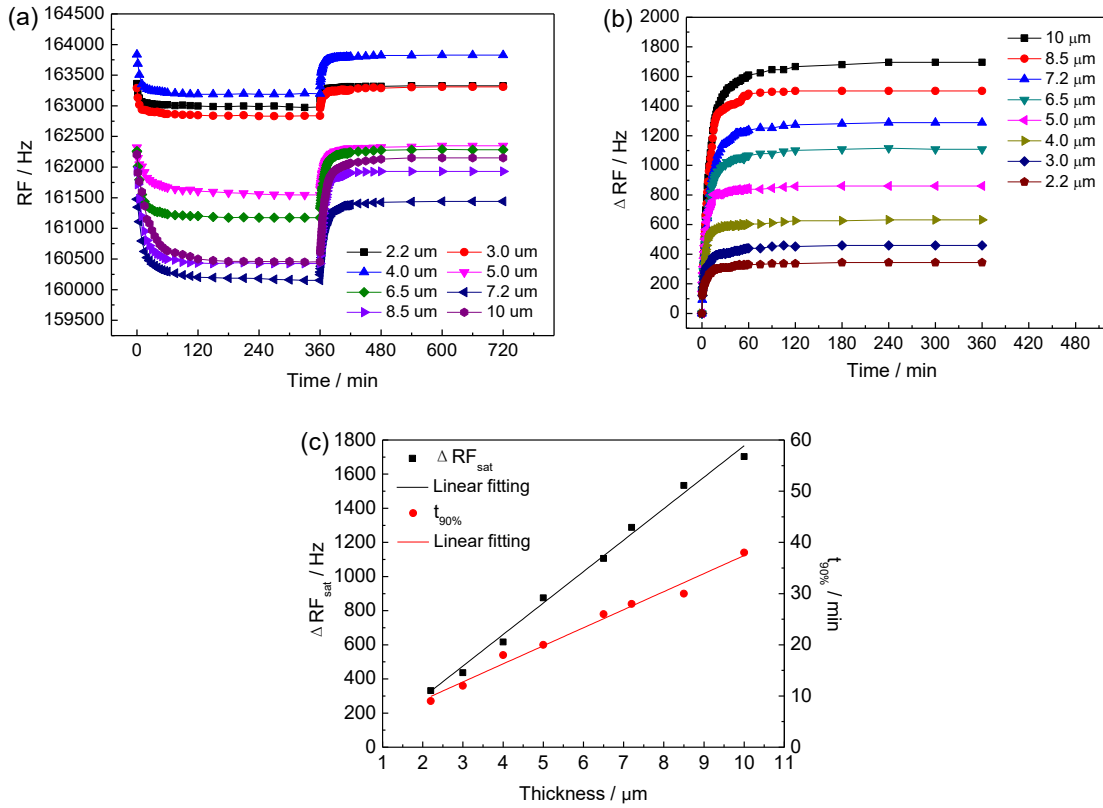 (a)
164500
164000
163500
163000
162500
162000
161500
161000
160500
160000
159500
RF / Hz
2.2 um 3.0 um
4.0 um 5.0 um
6.5 um 7.2 um
8.5 um 10 um
0 120 240 360 480 600 720
Time / min
(b)
2000
1800
1600
1400
1200
1000
800
600
400
200
0
Δ RF / Hz
10 μm
8.5 μm
7.2 μm
6.5 μm
5.0 μm
4.0 μm
3.0 μm
2.2 μm
0 60 120 180 240 300 360 420 480
Time / min
(c)
1800
1600
1400
1200
1000
800
600
400
200
0
Δ RFsat / Hz
Δ RFsat
Linear fitting
t90%
Linear fitting
60
50
40
30
20
10
0
t90% / min
1 2 3 4 5 6 7 8 9 10 11
Thickness / μm